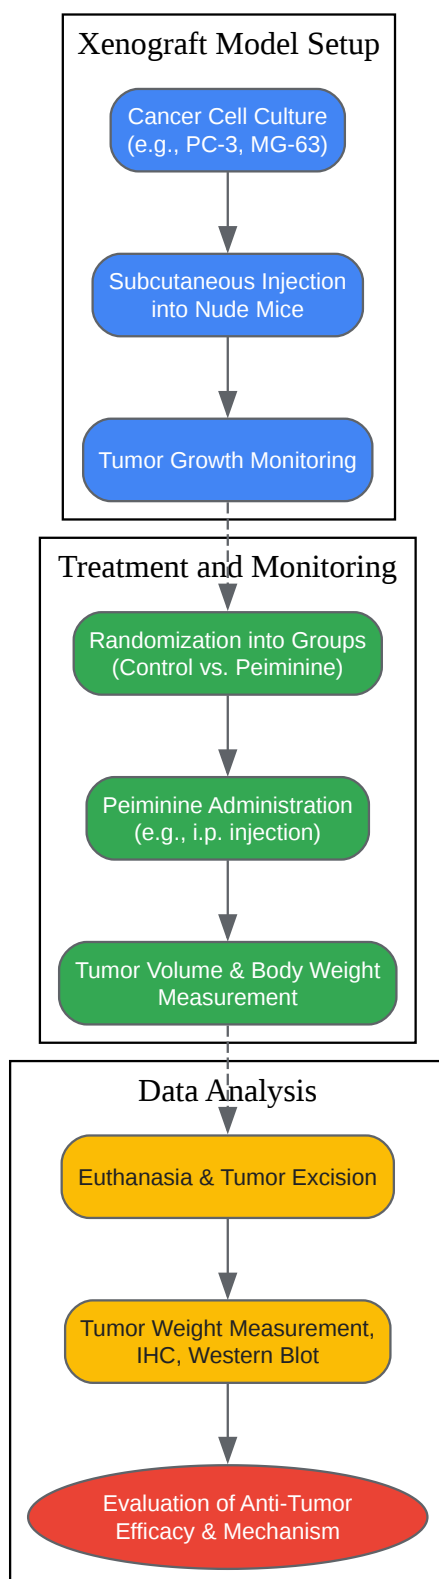 Xenograft Model Setup
Cancer Cell Culture
(e.g., PC-3, MG-63)
Subcutaneous Injection
into Nude Mice
Tumor Growth Monitoring
Treatment and Monitoring
Randomization into Groups
(Control vs. Peiminine)
Peiminine Administration
(e.g., i.p. injection)
Tumor Volume & Body Weight
Measurement
Data Analysis
Euthanasia & Tumor Excision
Tumor Weight Measurement,
IHC, Western Blot
Evaluation of Anti-Tumor
Efficacy & Mechanism